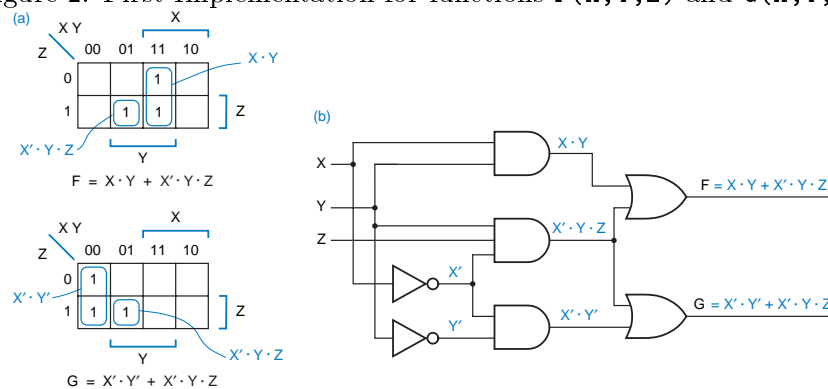 Figure 2: First implementation for functions F(X,Y,Z) and G(X,Y,
(a)
X Y
X
Z
00 01 11 10
0
1
X · Y
1
1
1
Z
X′ · Y · Z
Y
F = X · Y + X′ · Y · Z
X Y
X
Z
00 01 11 10
0
1
X′ · Y′
1
1
1
Z
Y
X′ · Y · Z
G = X′ · Y′ + X′ · Y · Z
(b)
X
Y
Z
X · Y
X′ · Y · Z
X′
Y′
X′ · Y′
F = X · Y + X′ · Y · Z
G = X′ · Y′ + X′ · Y · Z